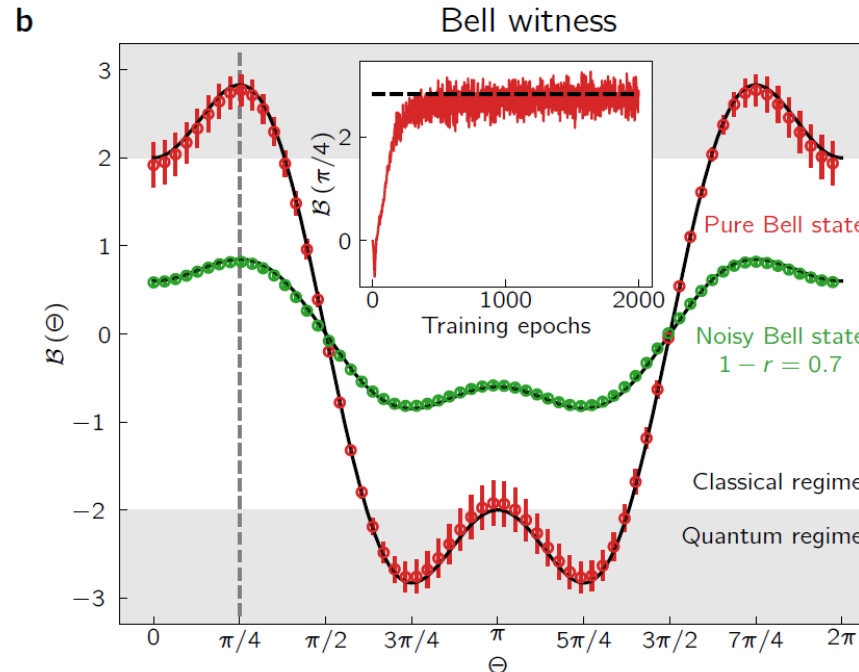 b
Bell witness
3
2
1
0
−1
−2
−3
ℬ(Θ)
2
0
ℬ(π/4)
0
1000
2000
Training epochs
Pure Bell state
Noisy Bell state
1 − r = 0.7
Classical regime
Quantum regime
0
π/4
π/2
3π/4
π
5π/4
3π/2
7π/4
2π
Θ